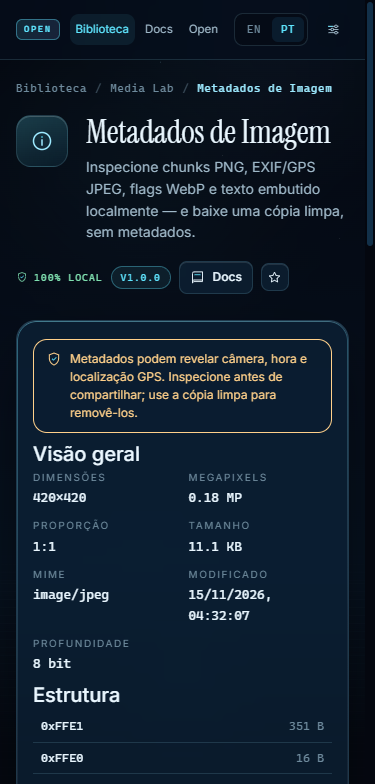 OPEN Biblioteca Docs Open EN PT
Biblioteca / Media Lab / Metadados de Imagem
Metadados de Imagem
Inspecione chunks PNG, EXIF/GPS
JPEG, flags WebP e texto embutido
localmente — e baixe uma cópia limpa,
sem metadados.
100% LOCAL V1.0.0 Docs
Metadados podem revelar câmera, hora e
localização GPS. Inspecione antes de
compartilhar; use a cópia limpa para
removê-los.
Visão geral
DIMENSÕES MEGAPIXELS
420×420 0.18 MP
PROPORÇÃO TAMANHO
1:1 11.1 KB
MIME MODIFICADO
image/jpeg 15/11/2026,
04:32:07
PROFUNDIDADE
8 bit
Estrutura
0xFFE1 351 B
0xFFE0 16 B